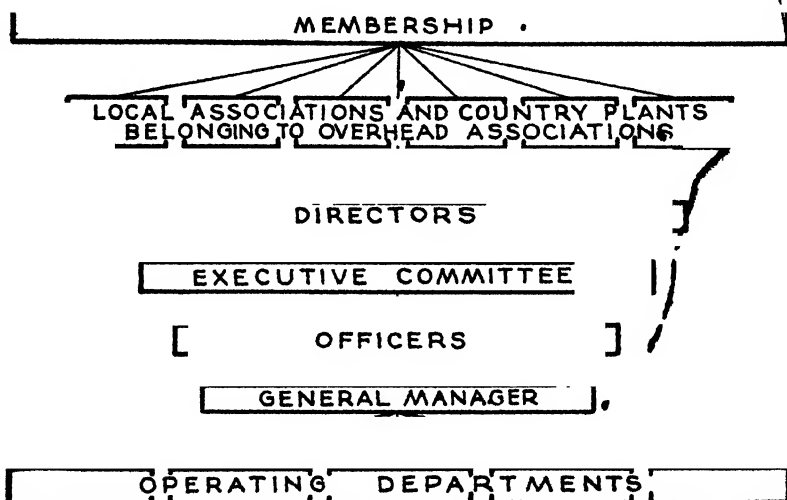 MEMBERSHIP
LOCAL ASSOCIATIONS AND COUNTRY PLANTS
BELONGING TO OVERHEAD ASSOCIATIONS
DIRECTORS
EXECUTIVE COMMITTEE
OFFICERS
GENERAL MANAGER
OPERATING DEPARTMENTS